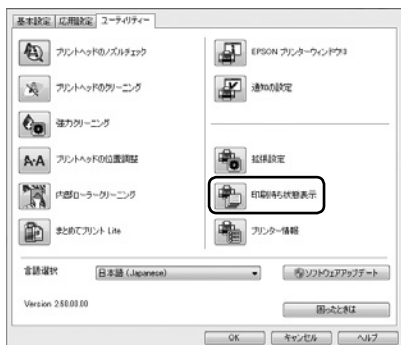 基本設定 応用設定 ユーティリティー
プリントヘッドのノズルチェック
プリントヘッドのクリーニング
強力クリーニング
A·A プリントヘッドの位置調整
内部ローラークリーニング
まとめてプリント Lite
EPSON プリンターウィンドウ3
通知の設定
拡張設定
印刷待ち状態表示
プリンター情報
言語選択 日本語 (Japanese)
ソフトウェアアップデート
Version 2.50.00.00
困ったときは
OK キャンセル ヘルプ